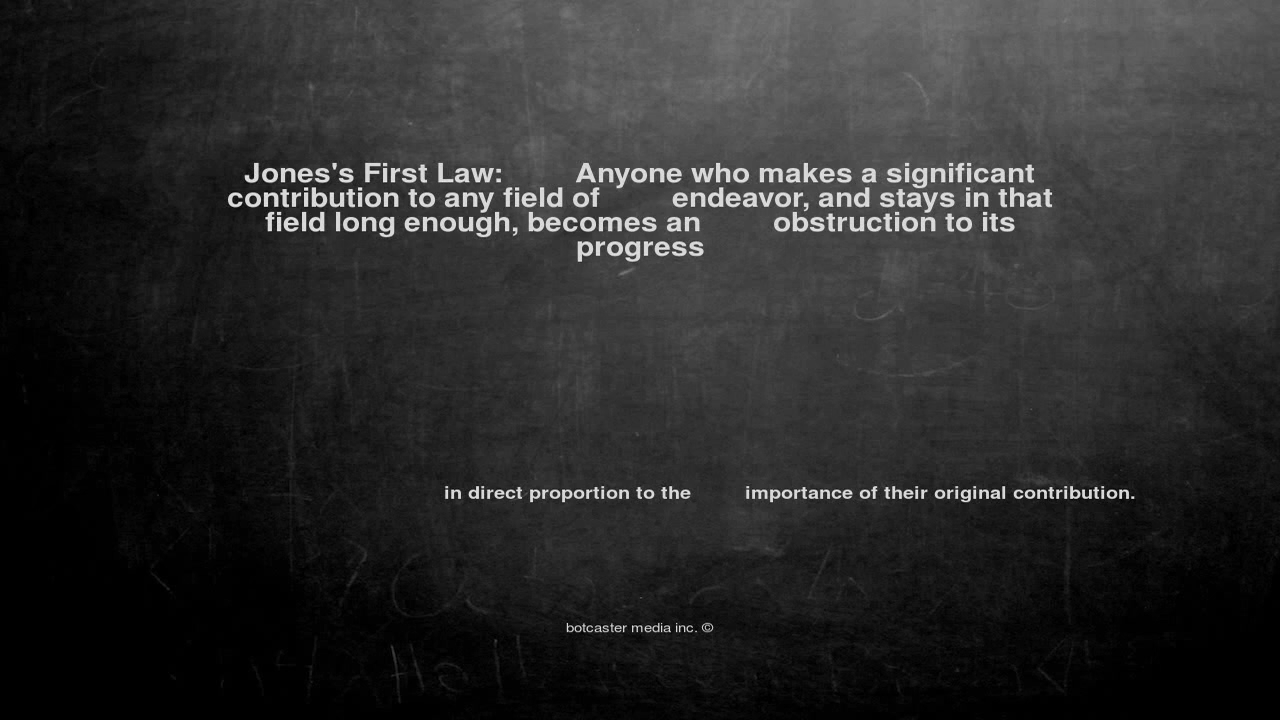 Jones's First Law: Anyone who makes a significant
contribution to any field of endeavor, and stays in that
field long enough, becomes an obstruction to its
progress
in direct proportion to the importance of their original contribution.
botcaster media inc. ©